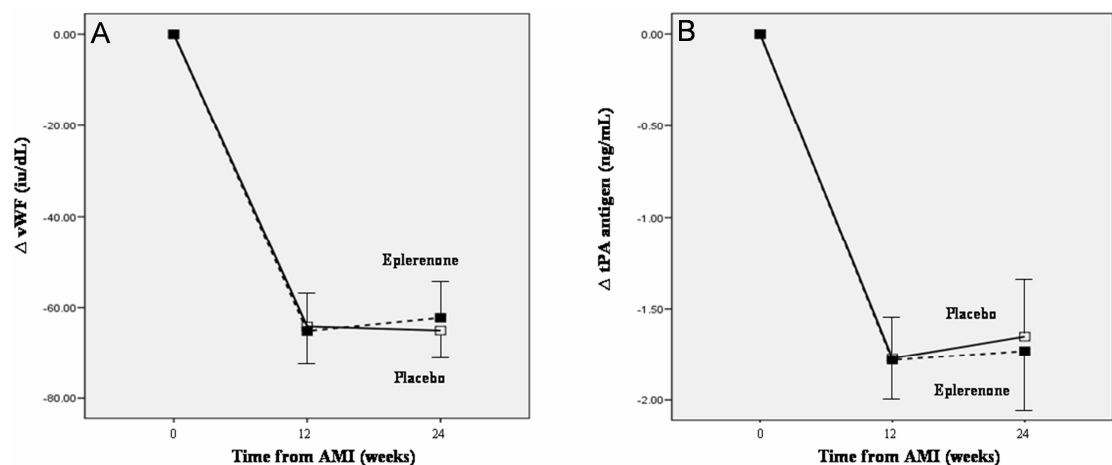 A
0.00
-20.00
-40.00
-60.00
-80.00
Δ vWF (iu/dL)
Eplerenone
Placebo
0
12
24
Time from AMI (weeks)
B
0.00
-0.50
-1.00
-1.50
-2.00
Δ tPA antigen (ng/mL)
Placebo
Eplerenone
0
12
24
Time from AMI (weeks)